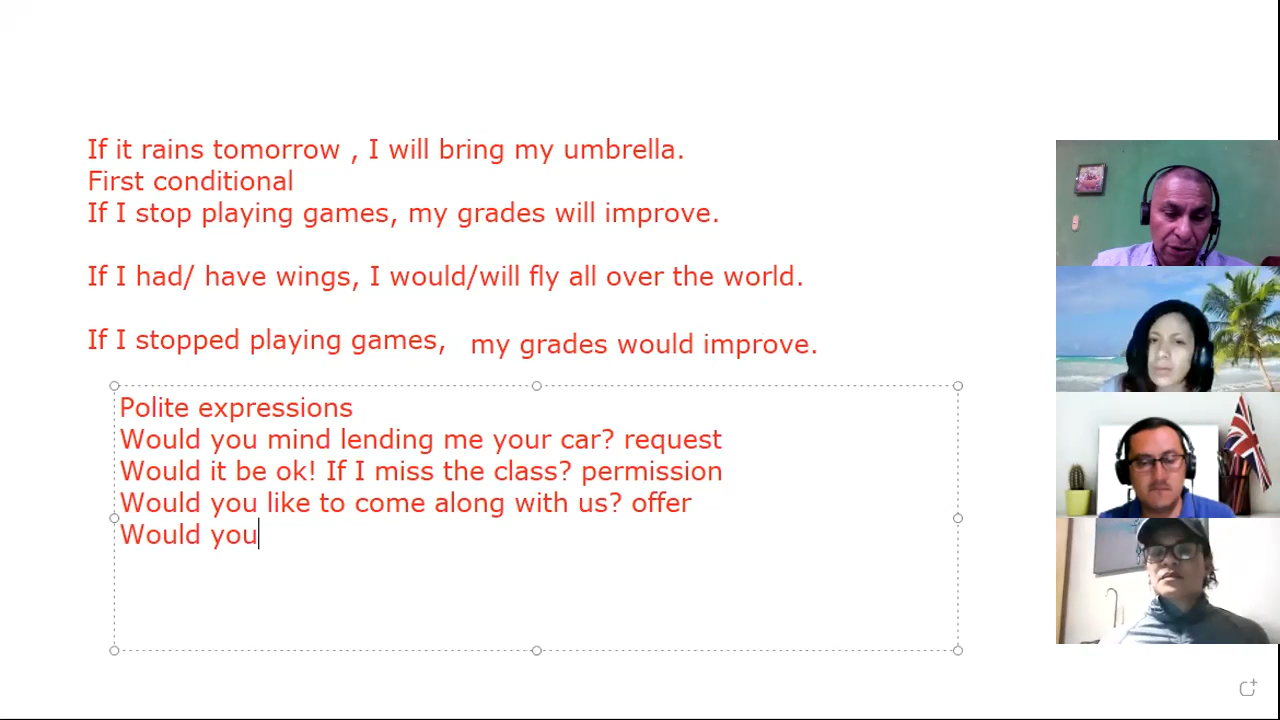 If it rains tomorrow , I will bring my umbrella.
First conditional
If I stop playing games, my grades will improve.
If I had/ have wings, I would/will fly all over the world.
If I stopped playing games, my grades would improve.
Polite expressions
Would you mind lending me your car? request
Would it be ok! If I miss the class? permission
Would you like to come along with us? offer
Would you